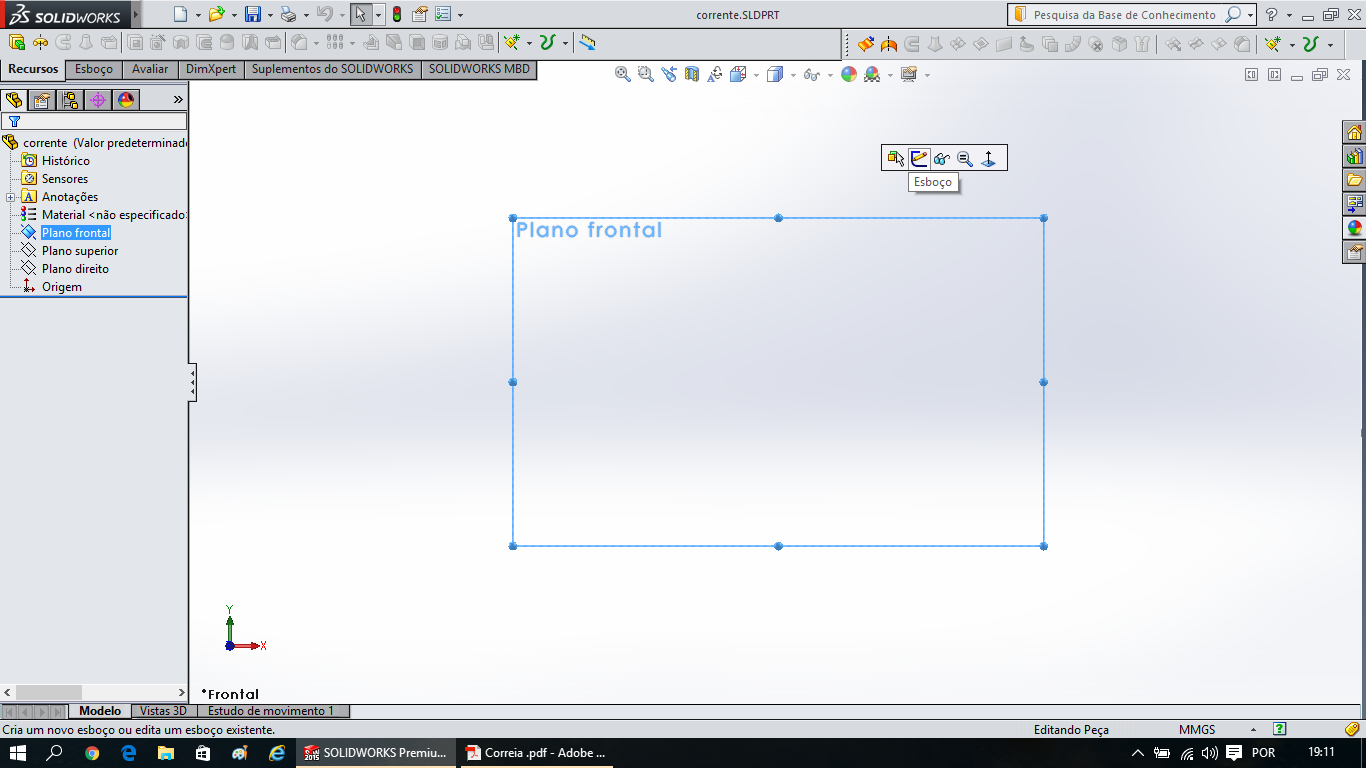 SOLIDWORKS
corrente.SLDPRT
Pesquisa da Base de Conhecimento
Recursos
Esboço
Avaliar
DimXpert
Suplementos do SOLIDWORKS
SOLIDWORKS MBD
corrente (Valor predeterminado
Histórico
Sensores
Anotações
Material <não especificado>
Plano frontal
Plano superior
Plano direito
Origem
Esboço
Plano frontal
Y
X
*Frontal
Modelo
Vistas 3D
Estudo de movimento 1
Cria um novo esboço ou edita um esboço existente.
Editando Peça
MMGS
SOLIDWORKS Premiu...
Correia .pdf - Adobe ...
POR
19:11